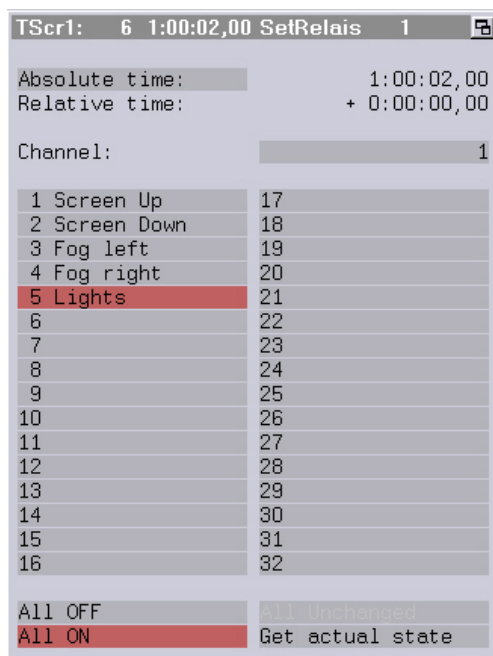 TScr1: 6 1:00:02,00 SetRelais 1
Absolute time: 1:00:02,00
Relative time: + 0:00:00,00
Channel: 1
1 Screen Up 17
2 Screen Down 18
3 Fog left 19
4 Fog right 20
5 Lights 21
6 22
7 23
8 24
9 25
10 26
11 27
12 28
13 29
14 30
15 31
16 32
All OFF All Unchanged
All ON Get actual state